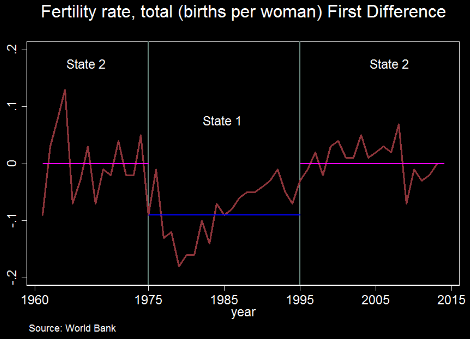 Fertility rate, total (births per woman) First Difference
State 2
State 1
State 2
.2
.1
0
-.1
-.2
1960 1975 1985 1995 2005 2015
year
Source: World Bank